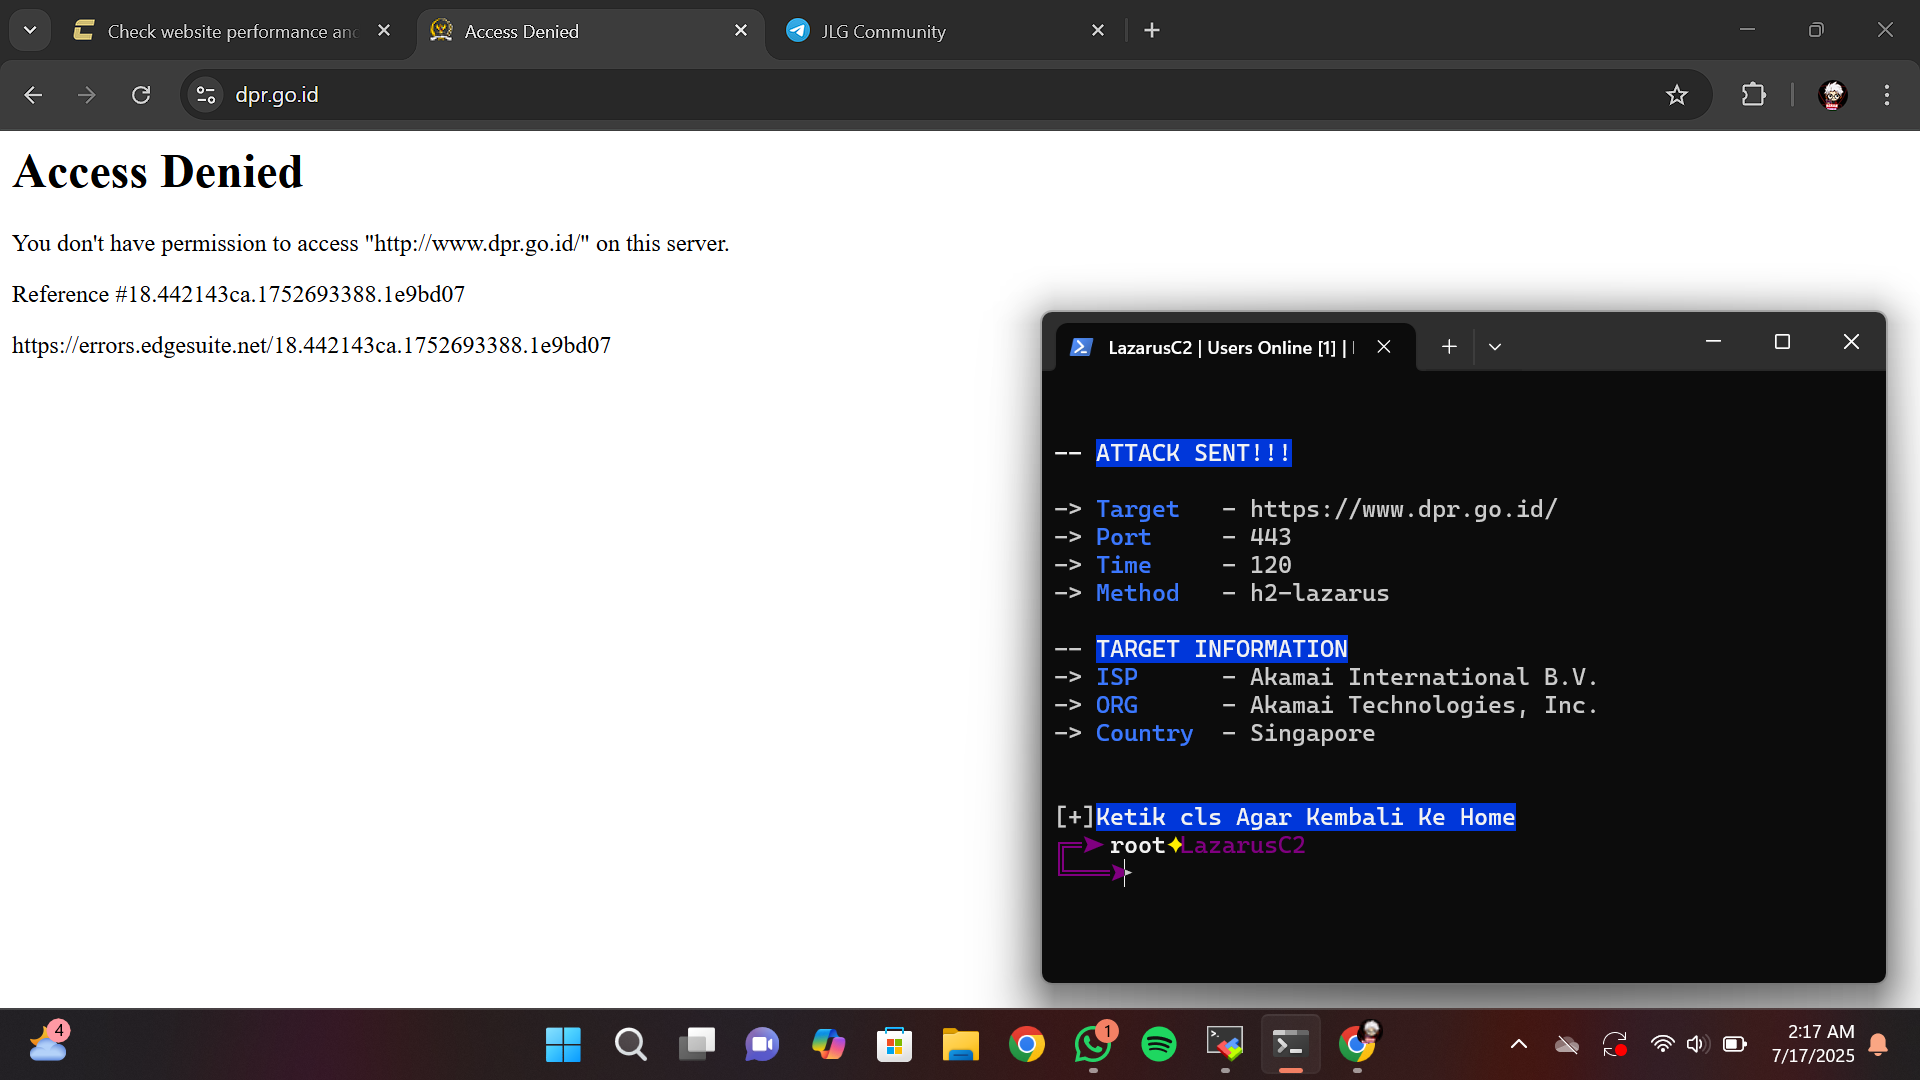 Check website performance and
Access Denied
JLG Community
dpr.go.id
Access Denied
You don't have permission to access "http://www.dpr.go.id/" on this server.
Reference #18.442143ca.1752693388.1e9bd07
https://errors.edgesuite.net/18.442143ca.1752693388.1e9bd07
LazarusC2 | Users Online [1] |
-- ATTACK SENT!!!
-> Target - https://www.dpr.go.id/
-> Port - 443
-> Time - 120
-> Method - h2-lazarus
-- TARGET INFORMATION
-> ISP - Akamai International B.V.
-> ORG - Akamai Technologies, Inc.
-> Country - Singapore
[+]Ketik cls Agar Kembali Ke Home
root✦LazarusC2
4
1
2:17 AM
7/17/2025